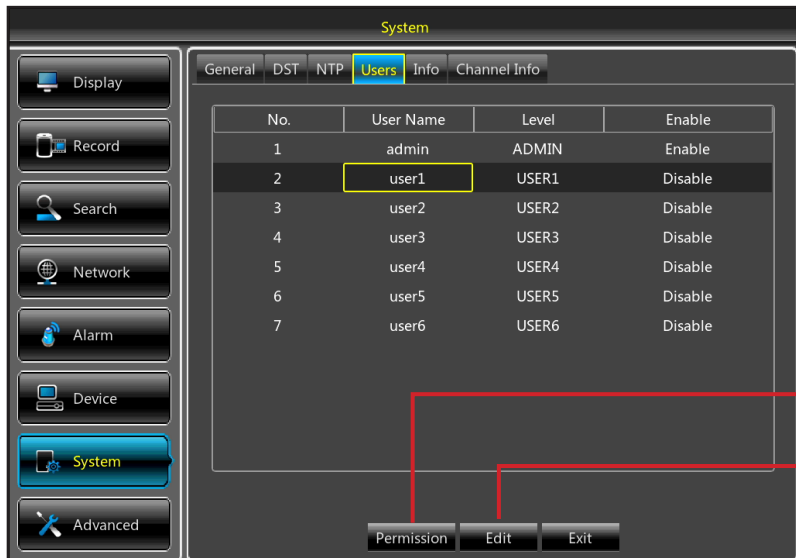 System
Display
Record
Search
Network
Alarm
Device
System
Advanced
General DST NTP Users Info Channel Info
No. User Name Level Enable
1 admin ADMIN Enable
2 user1 USER1 Disable
3 user2 USER2 Disable
4 user3 USER3 Disable
5 user4 USER4 Disable
6 user5 USER5 Disable
7 user6 USER6 Disable
Permission Edit Exit